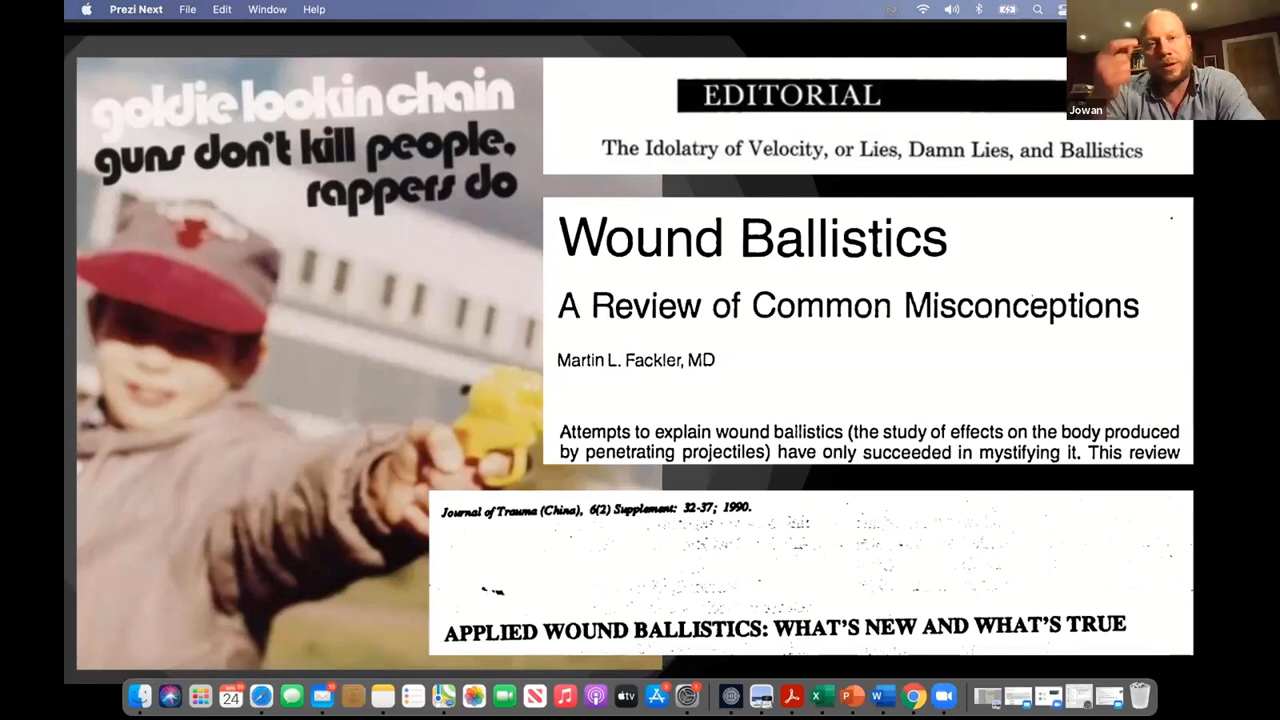 Prezi Next File Edit Window Help
Jowan
goldie lookin chain
guns don't kill people,
rappers do
EDITORIAL
The Idolatry of Velocity, or Lies, Damn Lies, and Ballistics
Wound Ballistics
A Review of Common Misconceptions
Martin L. Fackler, MD
Attempts to explain wound ballistics (the study of effects on the body produced
by penetrating projectiles) have only succeeded in mystifying it. This review
Journal of Trauma (China), 6(2) Supplement: 32-37; 1990.
APPLIED WOUND BALLISTICS: WHAT'S NEW AND WHAT'S TRUE
24
tv